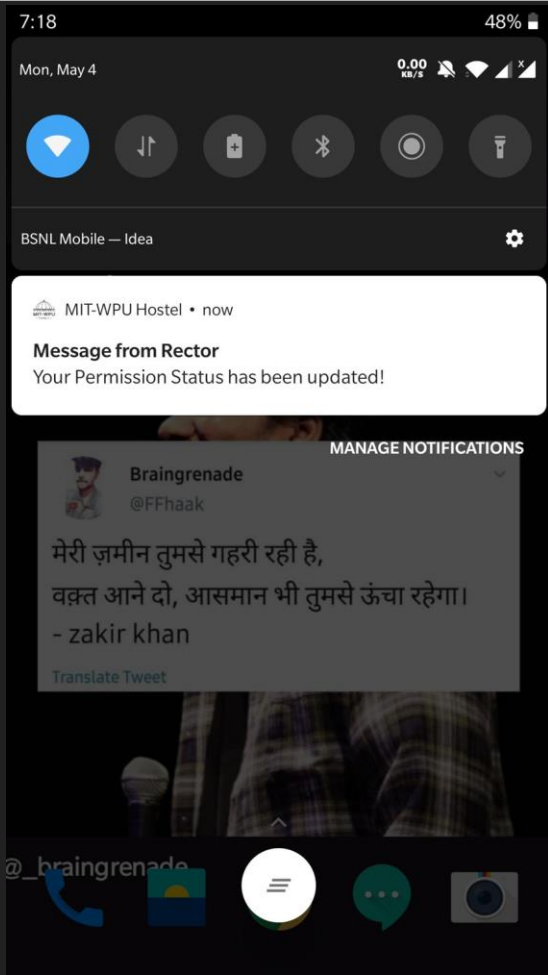 7:18
48%
Mon, May 4
0.00
KB/S
BSNL Mobile — Idea
MIT-WPU Hostel • now
Message from Rector
Your Permission Status has been updated!
MANAGE NOTIFICATIONS
Braingrenade
@FFhaak
मेरी ज़मीन तुमसे गहरी रही है,
वक़्त आने दो, आसमान भी तुमसे ऊंचा रहेगा।
- zakir khan
Translate Tweet
@_braingrenade